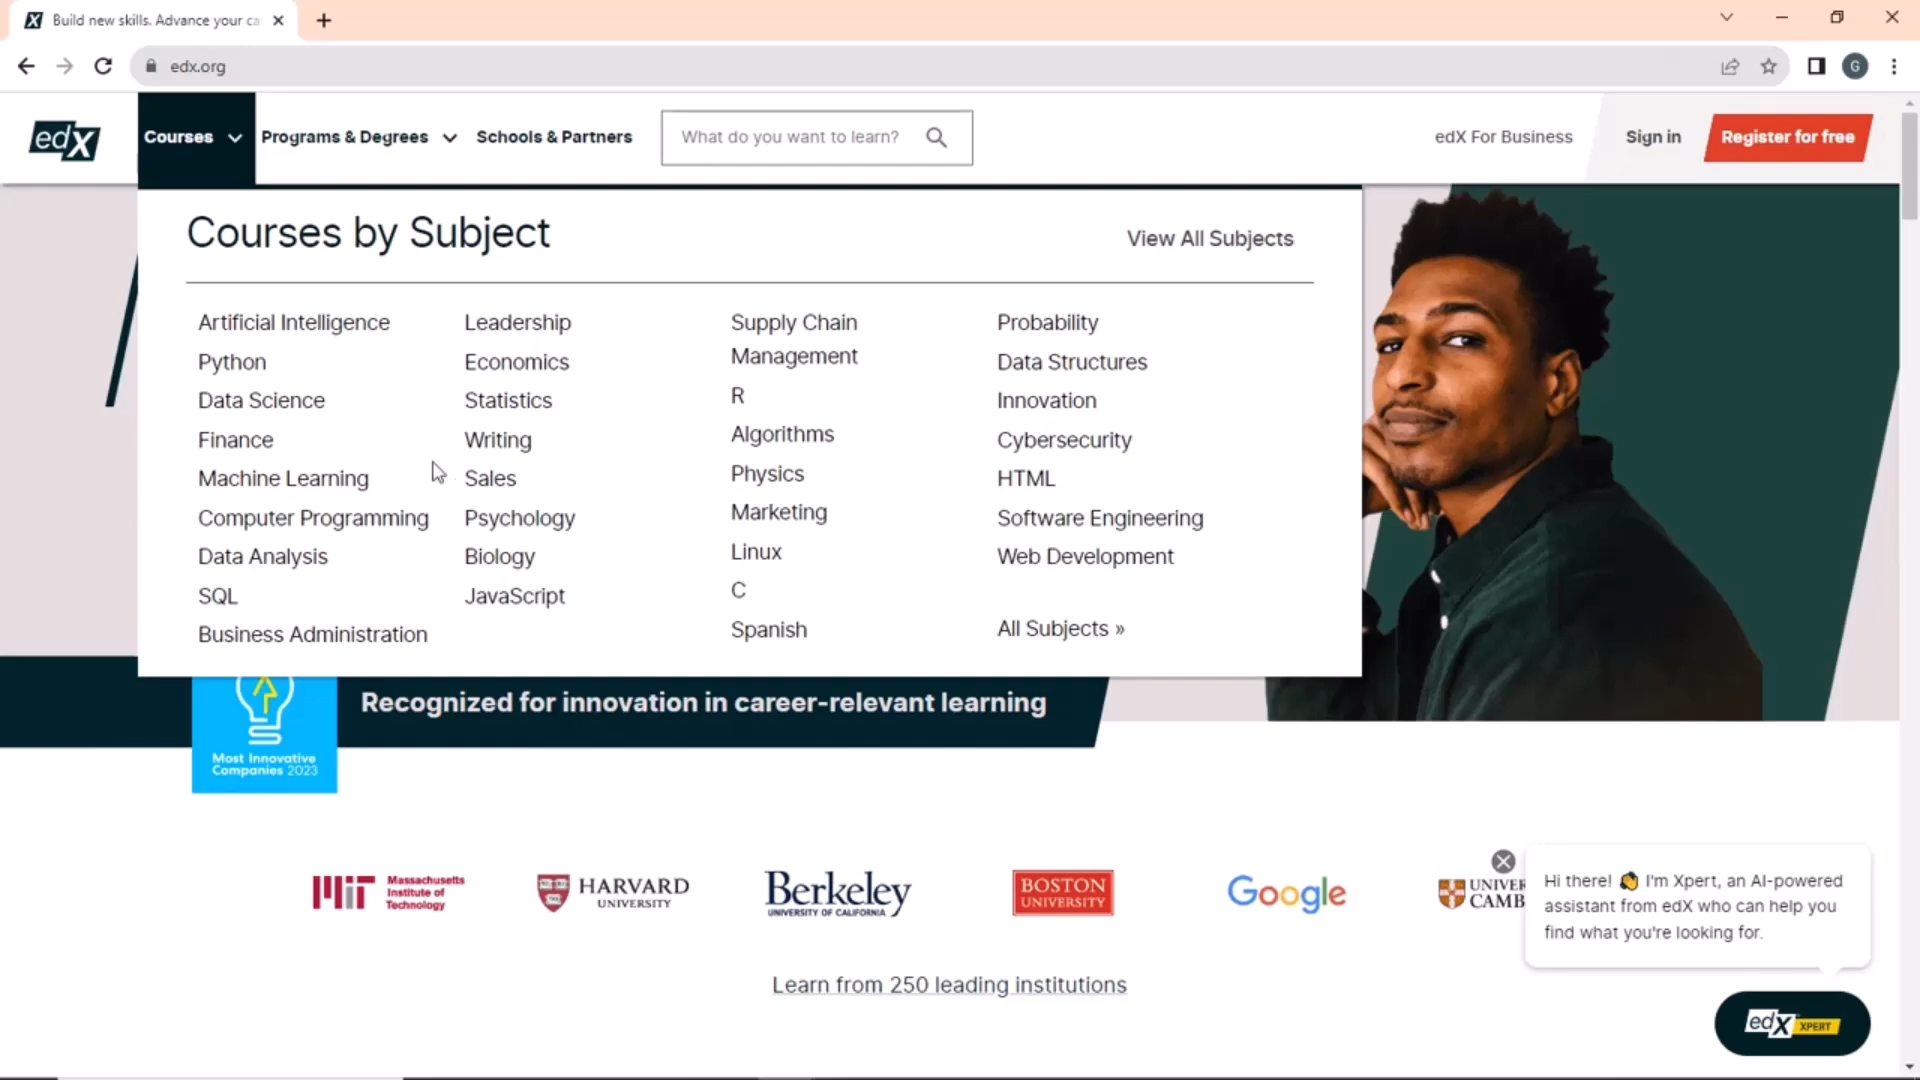 Build new skills. Advance your ca
edx.org
G
edX
Courses
Programs & Degrees
Schools & Partners
What do you want to learn?
edX For Business
Sign in
Register for free
Courses by Subject
View All Subjects
Artificial Intelligence
Python
Data Science
Finance
Machine Learning
Computer Programming
Data Analysis
SQL
Business Administration
Leadership
Economics
Statistics
Writing
Sales
Psychology
Biology
JavaScript
Supply Chain
Management
R
Algorithms
Physics
Marketing
Linux
C
Spanish
Probability
Data Structures
Innovation
Cybersecurity
HTML
Software Engineering
Web Development
All Subjects »
Most Innovative
Companies 2023
Recognized for innovation in career-relevant learning
MIT Massachusetts
Institute of
Technology
HARVARD
UNIVERSITY
Berkeley
UNIVERSITY OF CALIFORNIA
BOSTON
UNIVERSITY
Google
UNIVER
CAMB
Learn from 250 leading institutions
Hi there! 👋 I'm Xpert, an AI-powered
assistant from edX who can help you
find what you're looking for.
edX XPERT